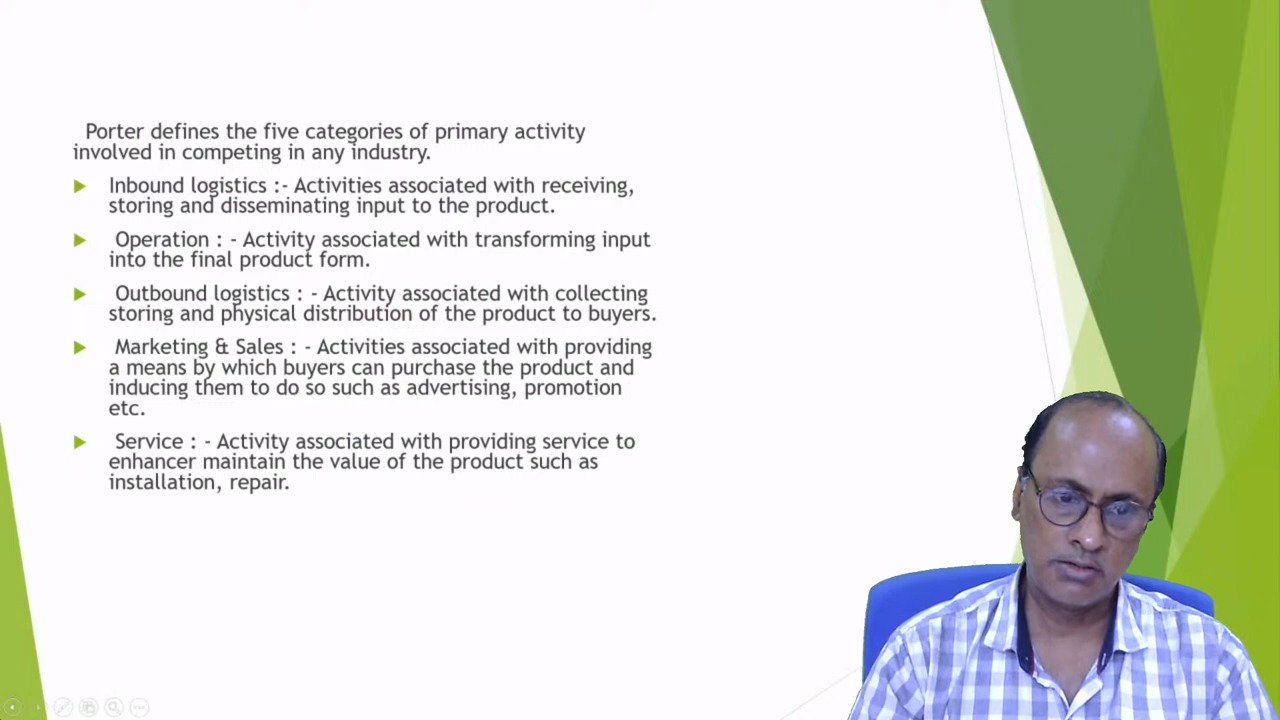 Porter defines the five categories of primary activity
involved in competing in any industry.
Inbound logistics :- Activities associated with receiving,
storing and disseminating input to the product.
Operation : - Activity associated with transforming input
into the final product form.
Outbound logistics : - Activity associated with collecting
storing and physical distribution of the product to buyers.
Marketing & Sales : - Activities associated with providing
a means by which buyers can purchase the product and
inducing them to do so such as advertising, promotion
etc.
Service : - Activity associated with providing service to
enhancer maintain the value of the product such as
installation, repair.